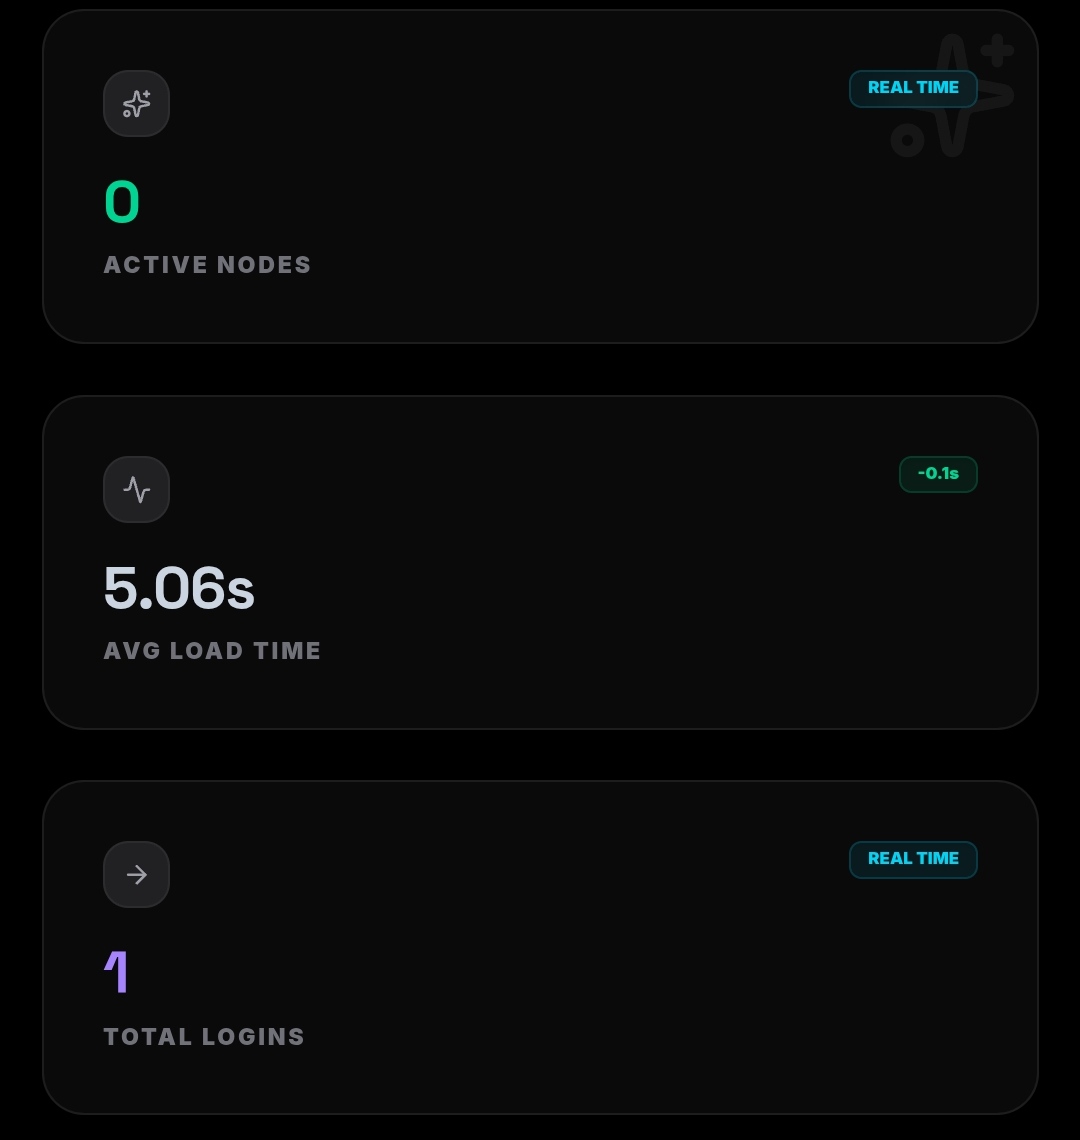 REAL TIME
0
ACTIVE NODES
-0.1s
5.06s
AVG LOAD TIME
REAL TIME
1
TOTAL LOGINS